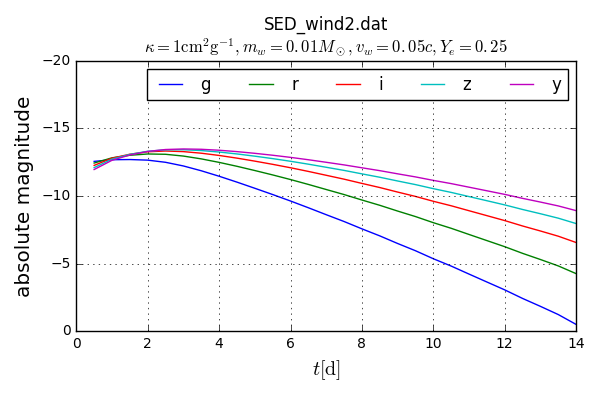 SED_wind2.dat
κ = 1cm²g⁻¹, m_w = 0.01M_⊙, v_w = 0.05c, Y_e = 0.25
g r i z y
absolute magnitude
−20
−15
−10
−5
0
0 2 4 6 8 10 12 14
t[d]